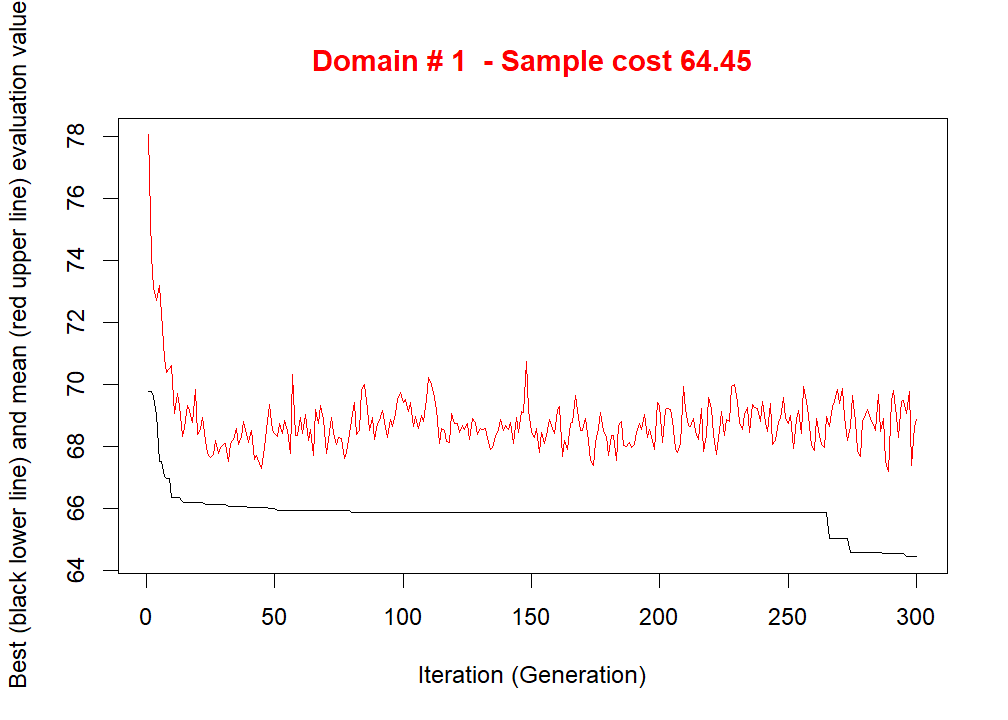 Domain # 1  - Sample cost 64.45
Best (black lower line) and mean (red upper line) evaluation value
78
76
74
72
70
68
66
64
0 50 100 150 200 250 300
Iteration (Generation)